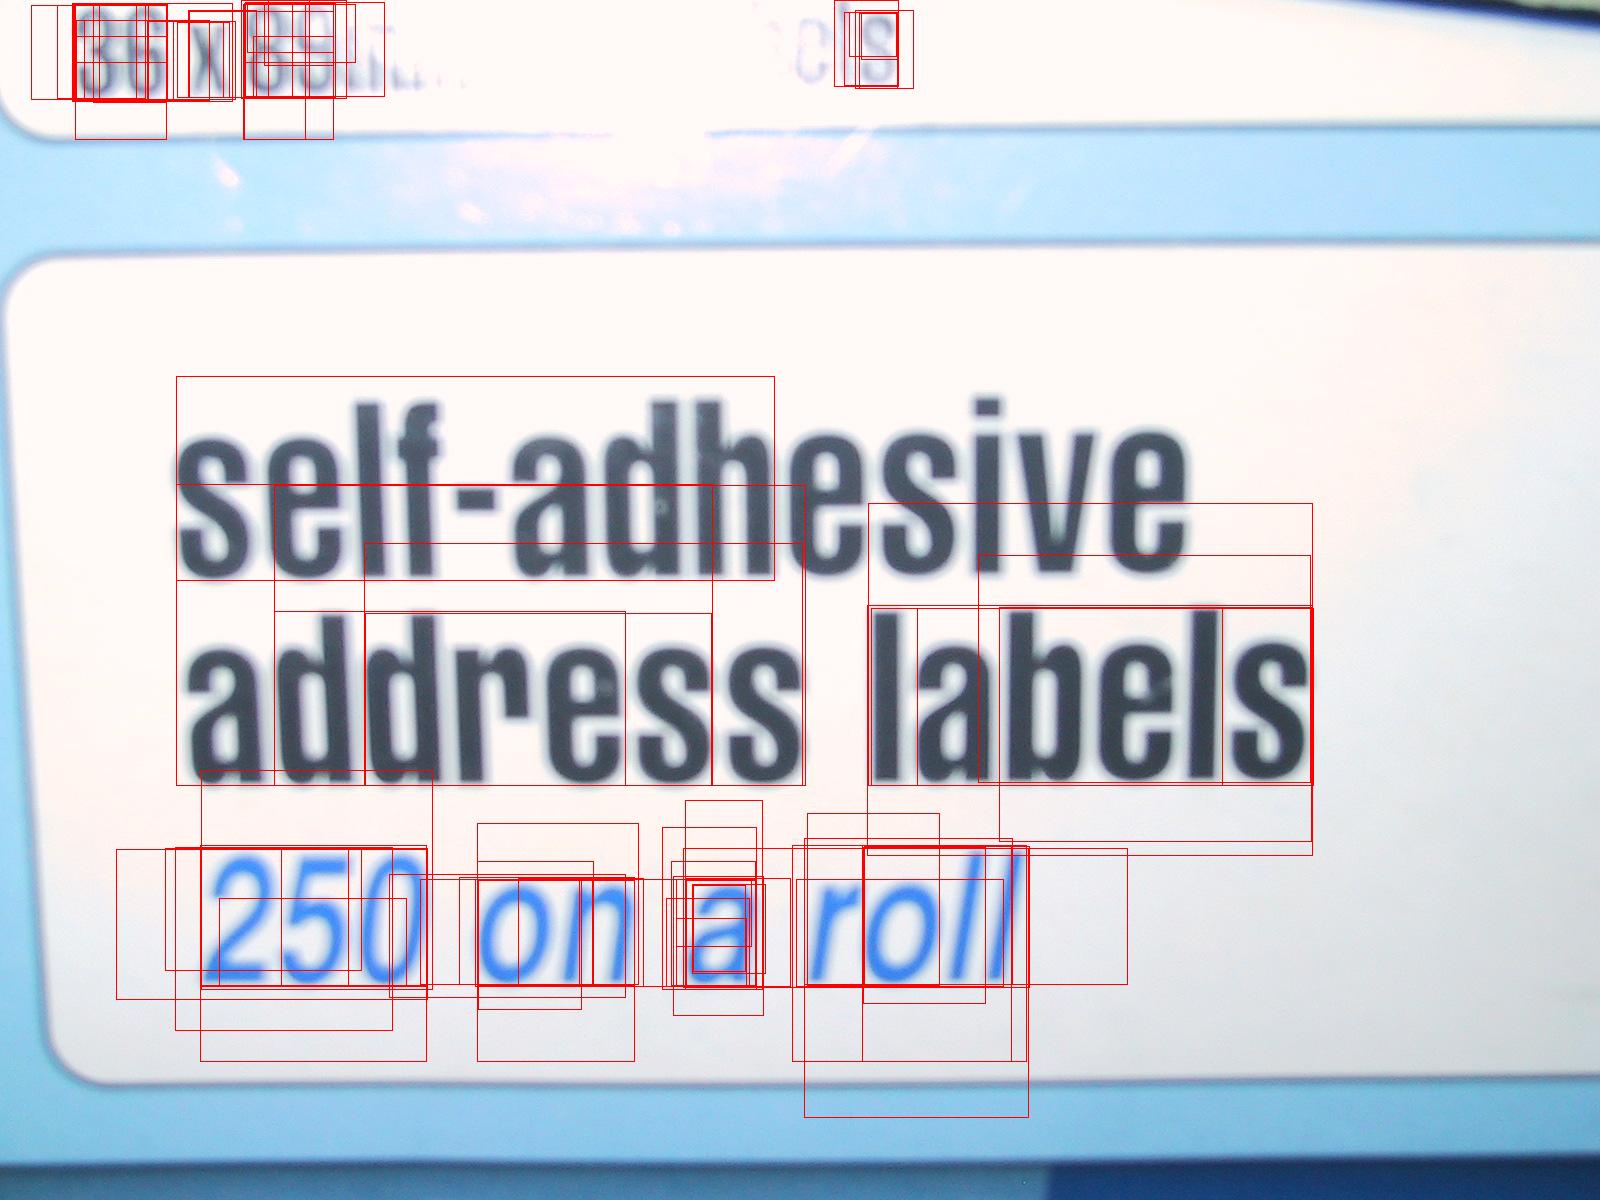 36 x 89
self-adhesive
address labels
250 on a roll